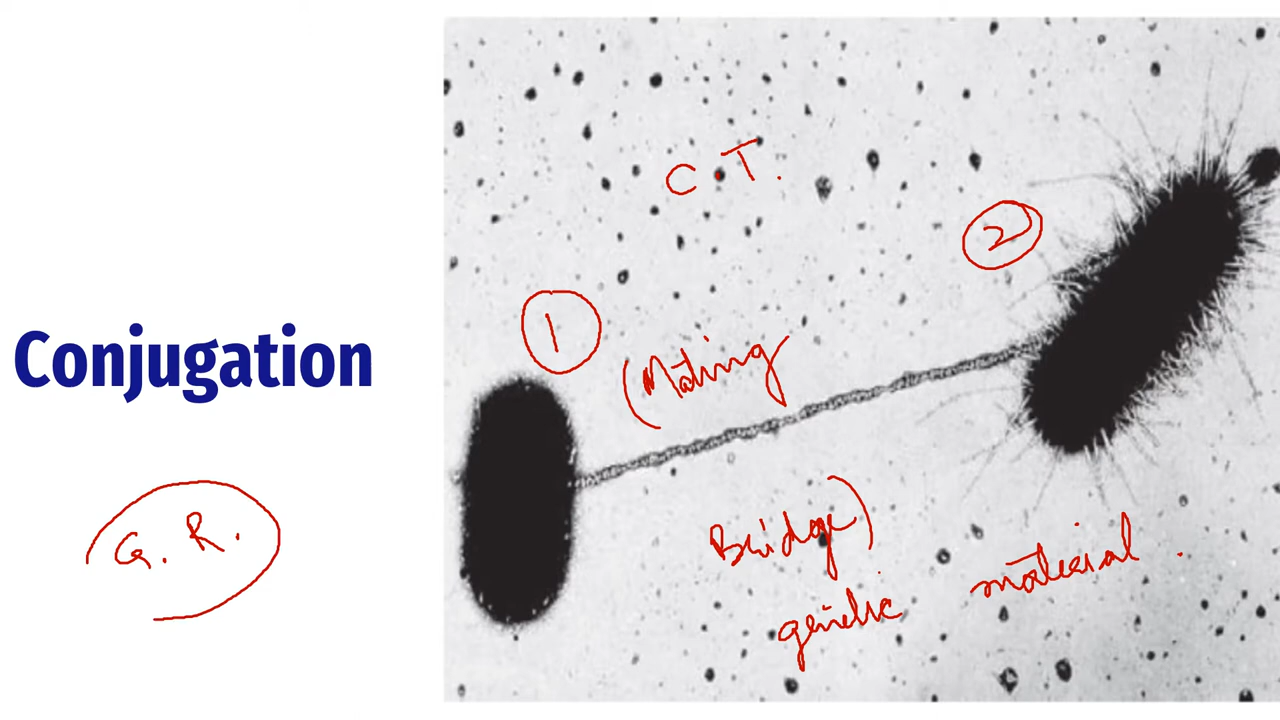 C.T.
2
1
(Mating
Conjugation
G.R.
Bridge)
genetic material.